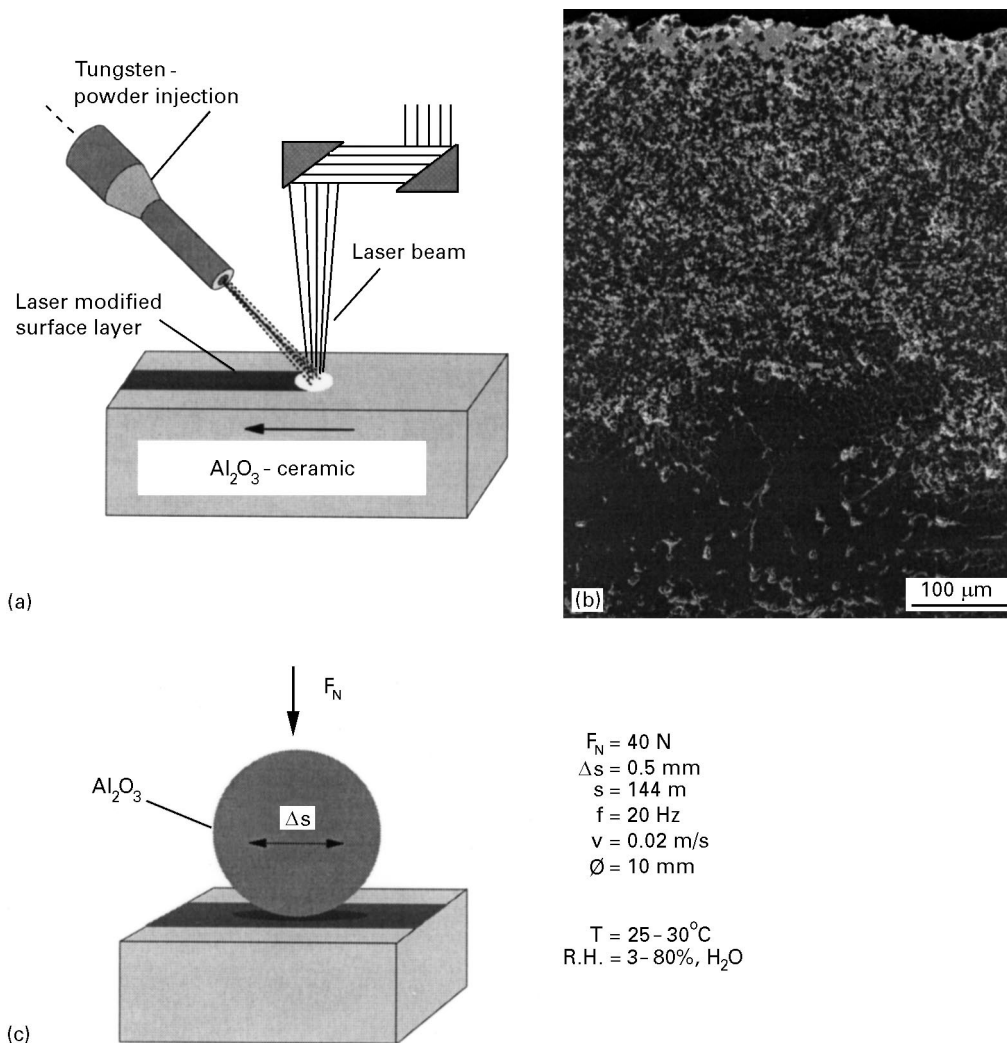 Tungsten -
powder injection
Laser beam
Laser modified
surface layer
Al₂O₃ - ceramic
(a)
100 μm
(b)
F_N
Al₂O₃
Δs
F_N = 40 N
Δs = 0.5 mm
s = 144 m
f = 20 Hz
v = 0.02 m/s
Ø = 10 mm
T = 25 – 30°C
R.H. = 3 – 80%, H₂O
(c)